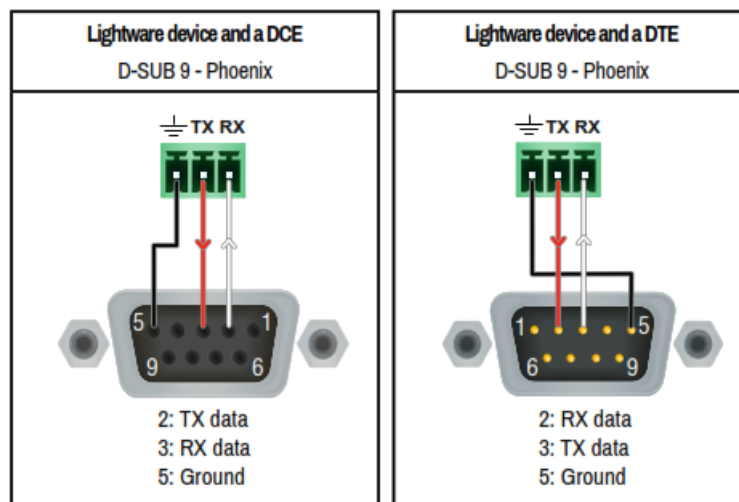 Lightware device and a DCE
D-SUB 9 - Phoenix
TX RX
5 1
9 6
2: TX data
3: RX data
5: Ground
Lightware device and a DTE
D-SUB 9 - Phoenix
TX RX
1 5
6 9
2: RX data
3: TX data
5: Ground